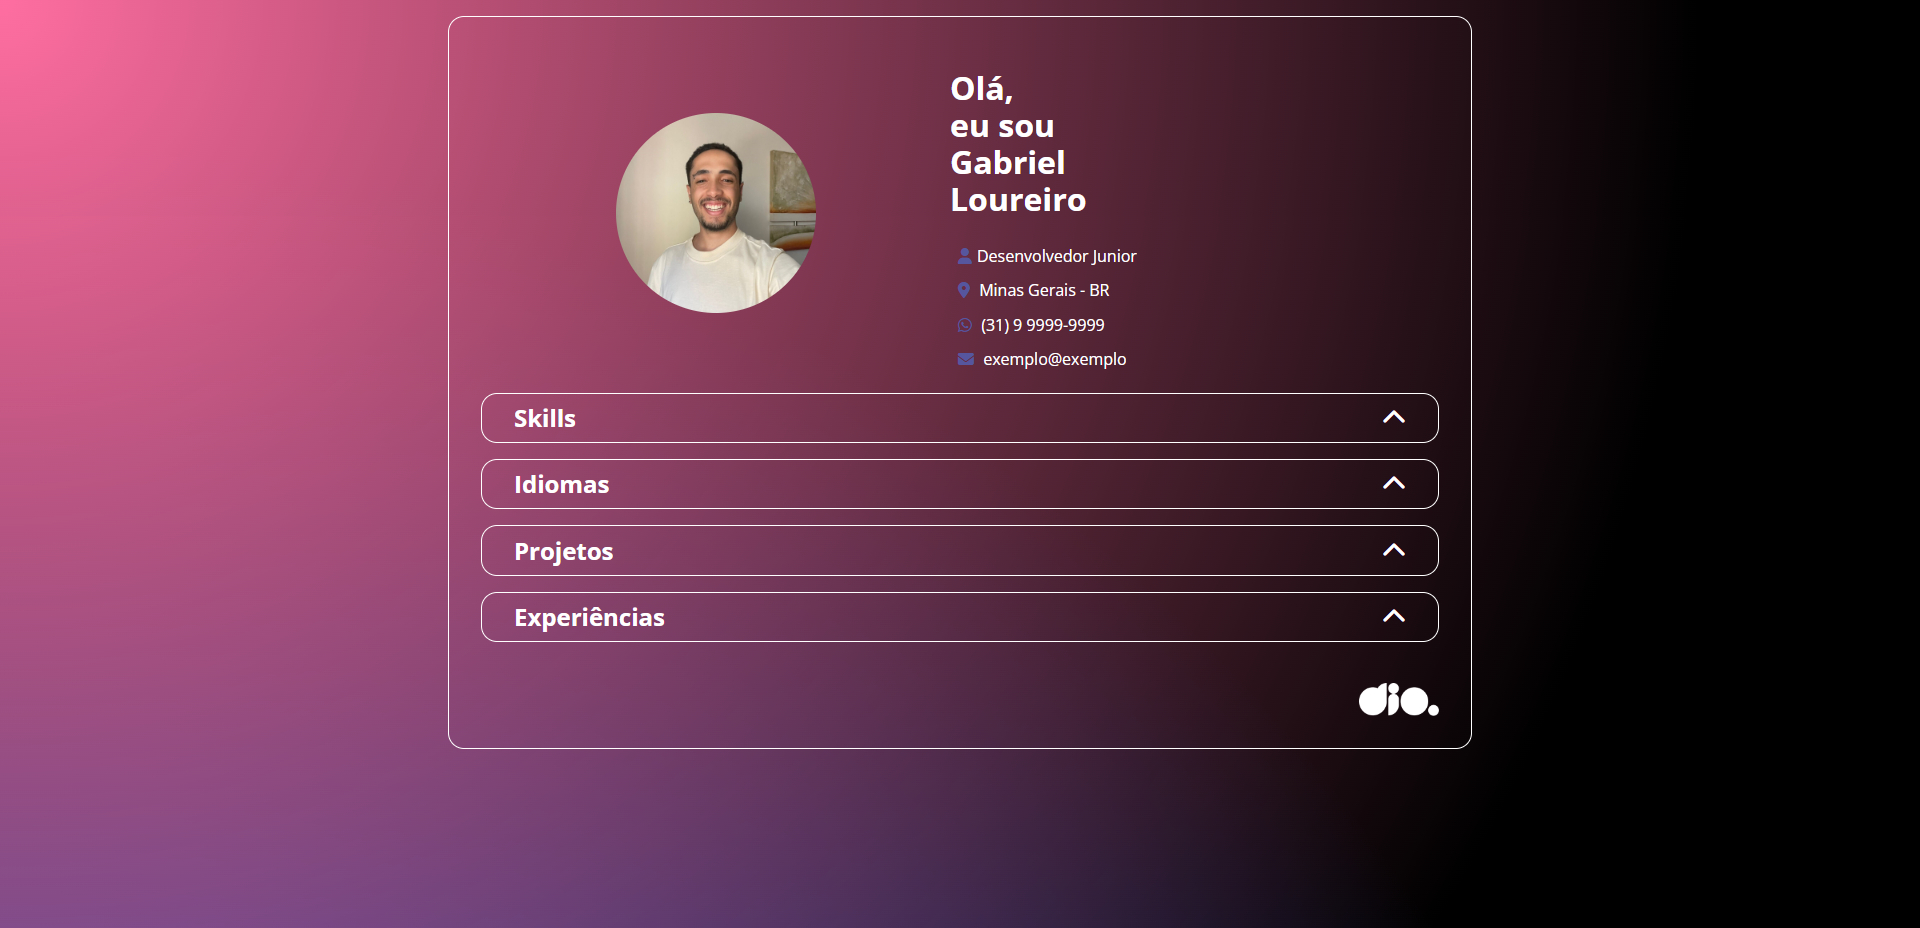 Olá,
eu sou
Gabriel
Loureiro
Desenvolvedor Junior
Minas Gerais - BR
(31) 9 9999-9999
exemplo@exemplo
Skills
Idiomas
Projetos
Experiências
dio.